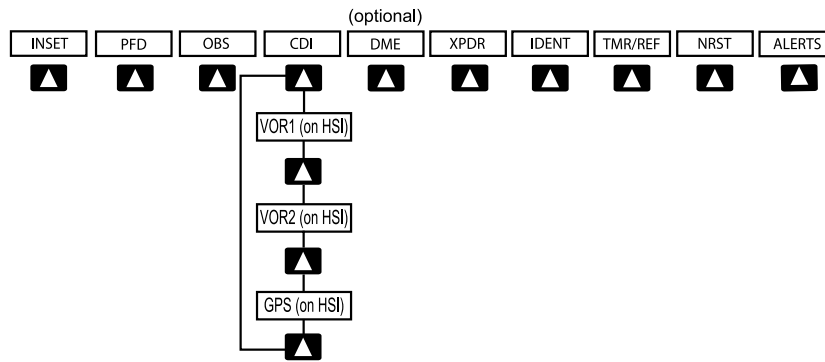 (optional)
INSET PFD OBS CDI DME XPDR IDENT TMR/REF NRST ALERTS
VOR1 (on HSI)
VOR2 (on HSI)
GPS (on HSI)